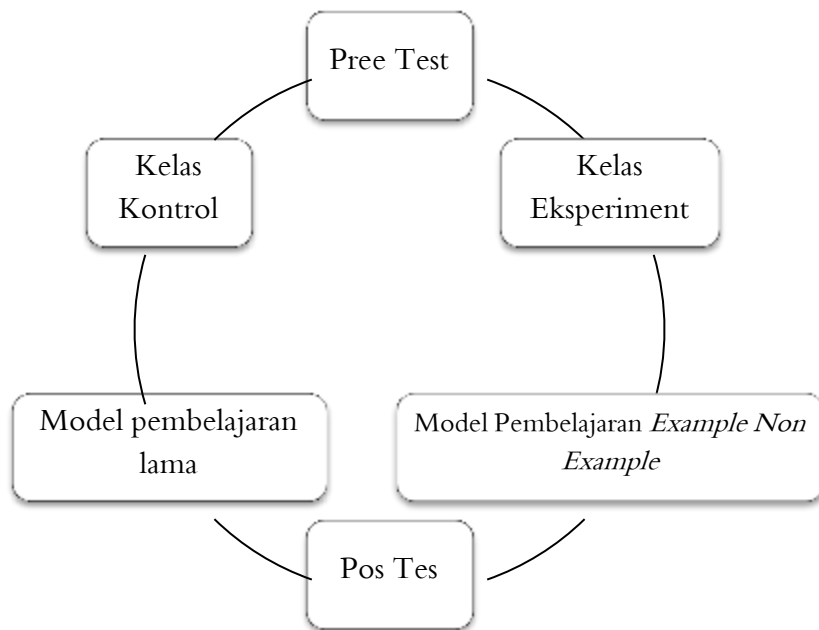 Pree Test
Kelas
Kontrol
Kelas
Eksperiment
Model pembelajaran
lama
Model Pembelajaran Example Non
Example
Pos Tes